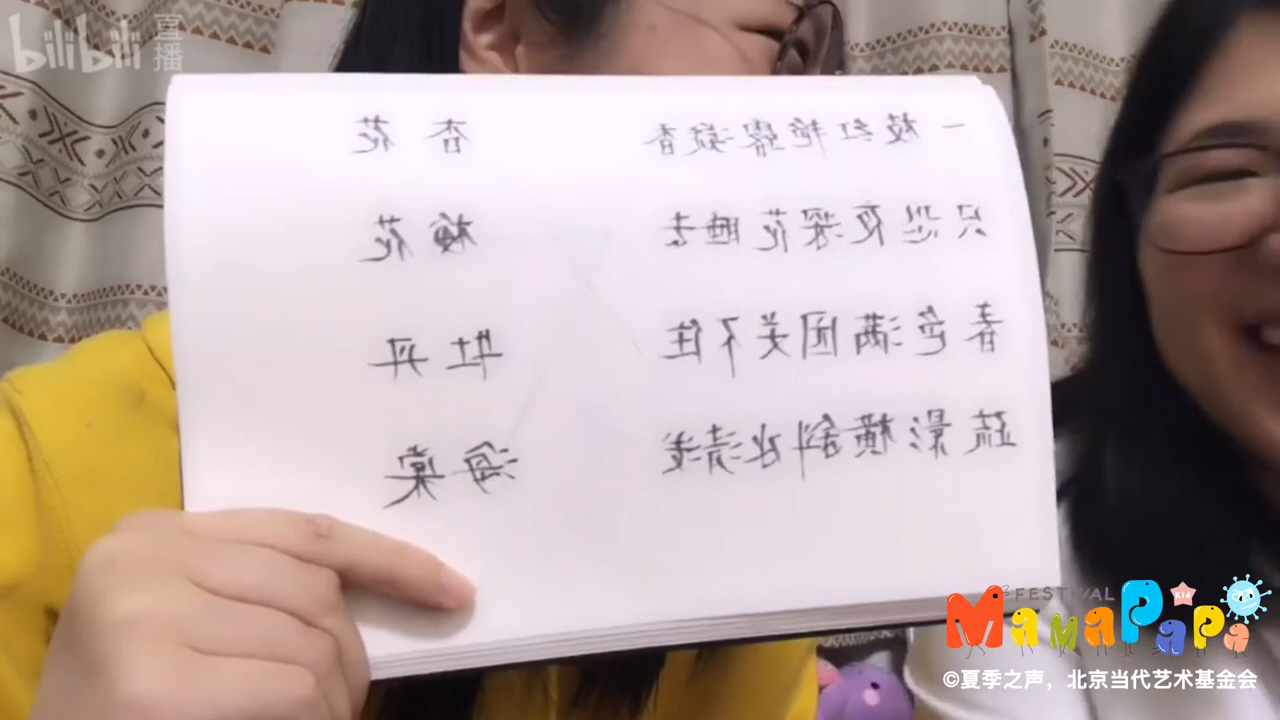 bilibili 直播
一枝红艳露凝香 杏花
只恐夜深花睡去 梅花
春色满园关不住 牡丹
疏影横斜水清浅 海棠
FESTIVAL
MamaPaPa
Kid
©夏季之声，北京当代艺术基金会